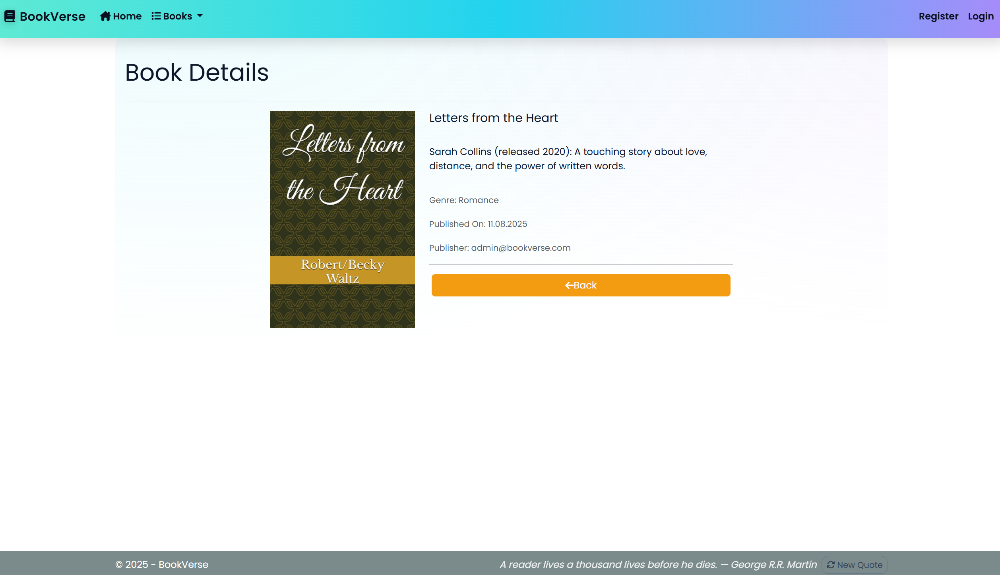 BookVerse Home Books Register Login
Book Details
Letters from
the Heart
Robert/Becky
Waltz
Letters from the Heart
Sarah Collins (released 2020): A touching story about love,
distance, and the power of written words.
Genre: Romance
Published On: 11.08.2025
Publisher: admin@bookverse.com
Back
© 2025 - BookVerse
A reader lives a thousand lives before he dies. — George R.R. Martin New Quote